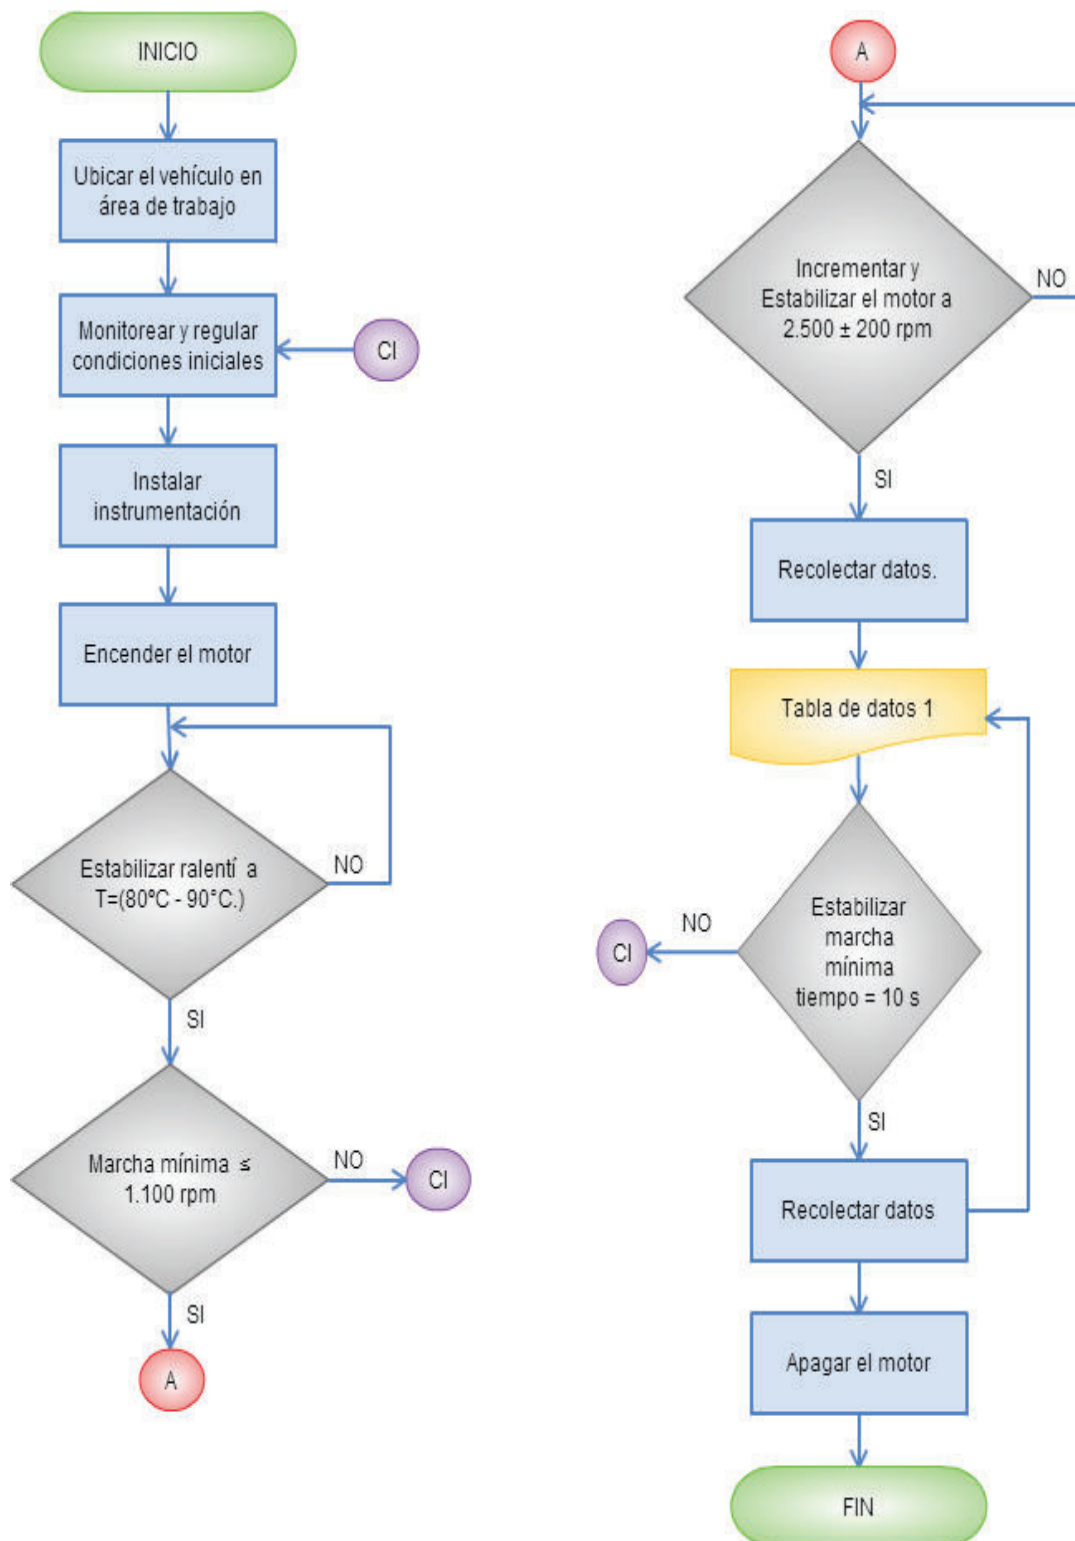 INICIO
Ubicar el vehículo en
área de trabajo
Monitorear y regular
condiciones iniciales
CI
Instalar
instrumentación
Encender el motor
Estabilizar ralentí a
T=(80ºC - 90°C.)
NO
SI
Marcha mínima ≤
1.100 rpm
NO
CI
SI
A
A
Incrementar y
Estabilizar el motor a
2.500 ± 200 rpm
NO
SI
Recolectar datos.
Tabla de datos 1
Estabilizar
marcha
mínima
tiempo = 10 s
NO
CI
SI
Recolectar datos
Apagar el motor
FIN